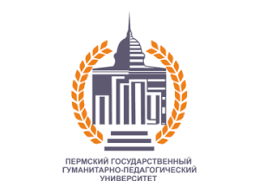 ПГГПУ
ПЕРМСКИЙ ГОСУДАРСТВЕННЫЙ
ГУМАНИТАРНО-ПЕДАГОГИЧЕСКИЙ
УНИВЕРСИТЕТ